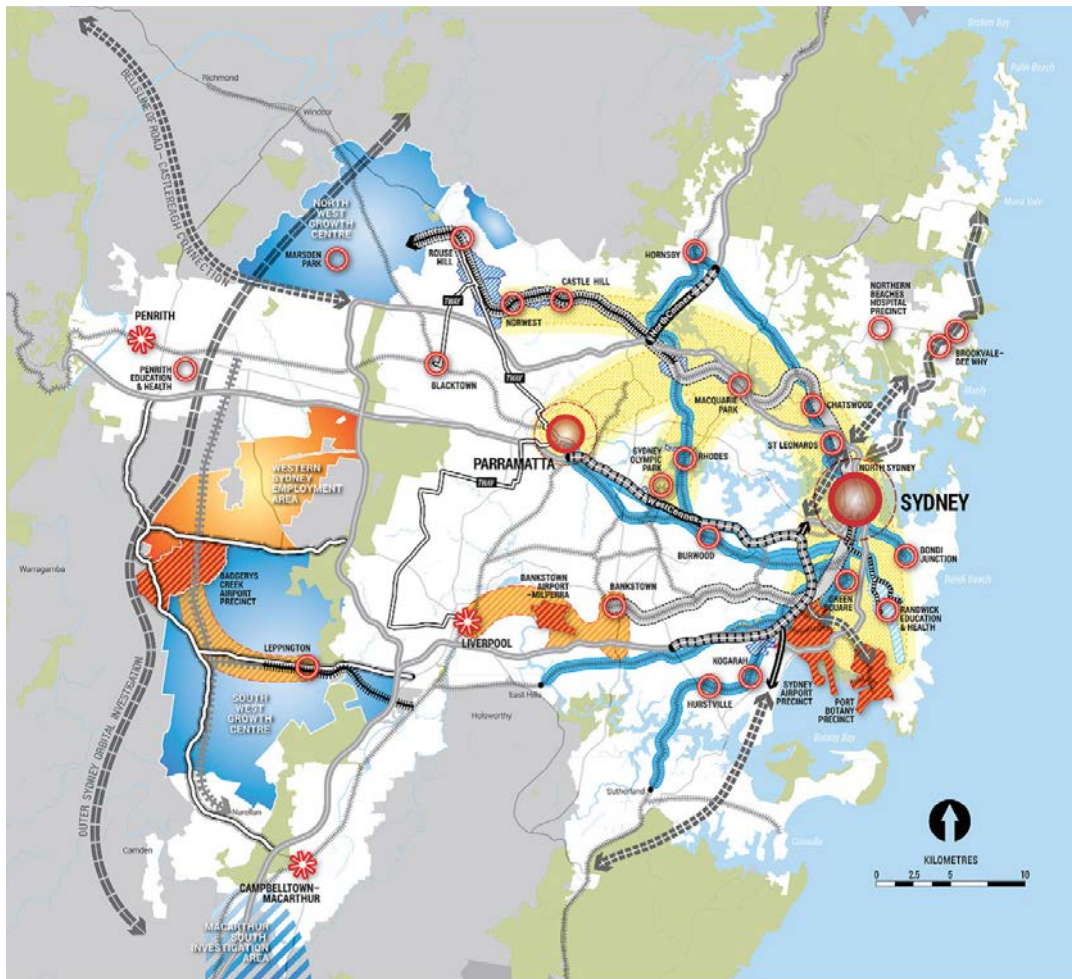 Broken Bay
Palm Beach
Richmond
Windsor
BELLS LINE OF ROAD – CASTLEREAGH CONNECTION
Mona Vale
NORTH
WEST
GROWTH
CENTRE
MARSDEN
PARK
ROUSE
HILL
HORNSBY
CASTLE HILL
NORWEST
NorthConnex
NORTHERN
BEACHES
HOSPITAL
PRECINCT
BROOKVALE–
DEE WHY
PENRITH
PENRITH
EDUCATION
& HEALTH
TWAY
BLACKTOWN
TWAY
MACQUARIE
PARK
CHATSWOOD
Manly
ST LEONARDS
PARRAMATTA
SYDNEY
OLYMPIC
PARK
RHODES
NORTH SYDNEY
SYDNEY
WESTERN
SYDNEY
EMPLOYMENT
AREA
TWAY
WestConnex
BURWOOD
BONDI
JUNCTION
Warragamba
BADGERYS
CREEK
AIRPORT
PRECINCT
BANKSTOWN
AIRPORT
–MILPERRA
BANKSTOWN
GREEN
SQUARE
Bondi Beach
RANDWICK
EDUCATION
& HEALTH
LIVERPOOL
LEPPINGTON
KOGARAH
HURSTVILLE
SYDNEY
AIRPORT
PRECINCT
PORT
BOTANY
PRECINCT
SOUTH
WEST
GROWTH
CENTRE
East Hills
Holsworthy
Botany Bay
OUTER SYDNEY ORBITAL INVESTIGATION
Sutherland
Narellan
Camden
Cronulla
CAMPBELLTOWN–
MACARTHUR
MACARTHUR
SOUTH
INVESTIGATION
AREA
KILOMETRES
0 2.5 5 10